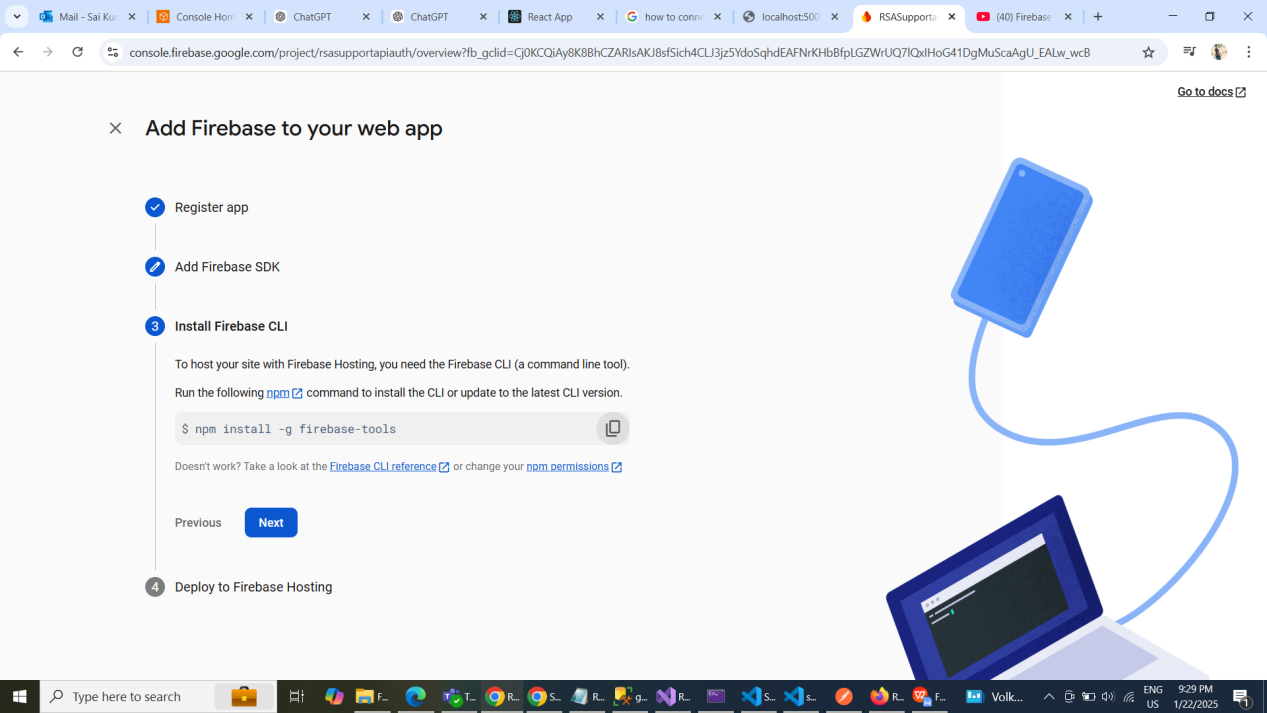 Mail - Sai Kur
Console Hom
ChatGPT
ChatGPT
React App
how to conne
localhost:500
RSASupporta
(40) Firebase
console.firebase.google.com/project/rsasupportapiauth/overview?fb_gclid=Cj0KCQiAy8K8BhCZARIsAKJ8sfSich4CLJ3jz5YdoSqhdEAFNrKHbBfpLGZWrUQ7lQxIHoG41DgMuScaAgU_EALw_wcB
Go to docs
Add Firebase to your web app
Register app
Add Firebase SDK
3 Install Firebase CLI
To host your site with Firebase Hosting, you need the Firebase CLI (a command line tool).
Run the following npm command to install the CLI or update to the latest CLI version.
$ npm install -g firebase-tools
Doesn't work? Take a look at the Firebase CLI reference or change your npm permissions
Previous
Next
4 Deploy to Firebase Hosting
Type here to search
F...
T...
R...
S...
R...
g...
R...
S...
s...
R...
F...
Volk...
ENG
US
9:29 PM
1/22/2025
1